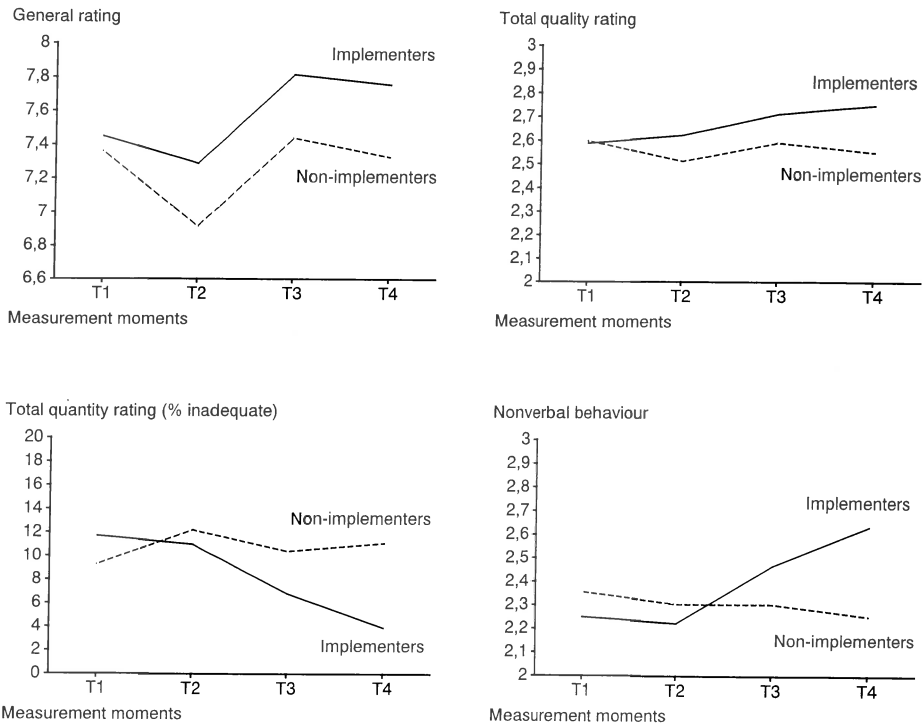 General rating
8
7,8
7,6
7,4
7,2
7
6,8
6,6
Implementers
Non-implementers
T1 T2 T3 T4
Measurement moments
Total quality rating
3
2,9
2,8
2,7
2,6
2,5
2,4
2,3
2,2
2,1
2
Implementers
Non-implementers
T1 T2 T3 T4
Measurement moments
Total quantity rating (% inadequate)
20
18
16
14
12
10
8
6
4
2
0
Non-implementers
Implementers
T1 T2 T3 T4
Measurement moments
Nonverbal behaviour
3
2,9
2,8
2,7
2,6
2,5
2,4
2,3
2,2
2,1
2
Implementers
Non-implementers
T1 T2 T3 T4
Measurement moments